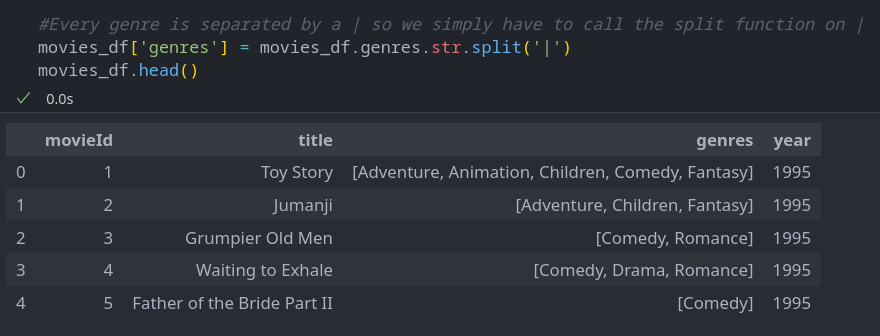 #Every genre is separated by a | so we simply have to call the split function on |
movies_df['genres'] = movies_df.genres.str.split('|')
movies_df.head()
✓ 0.0s
movieId title genres year
0 1 Toy Story [Adventure, Animation, Children, Comedy, Fantasy] 1995
1 2 Jumanji [Adventure, Children, Fantasy] 1995
2 3 Grumpier Old Men [Comedy, Romance] 1995
3 4 Waiting to Exhale [Comedy, Drama, Romance] 1995
4 5 Father of the Bride Part II [Comedy] 1995